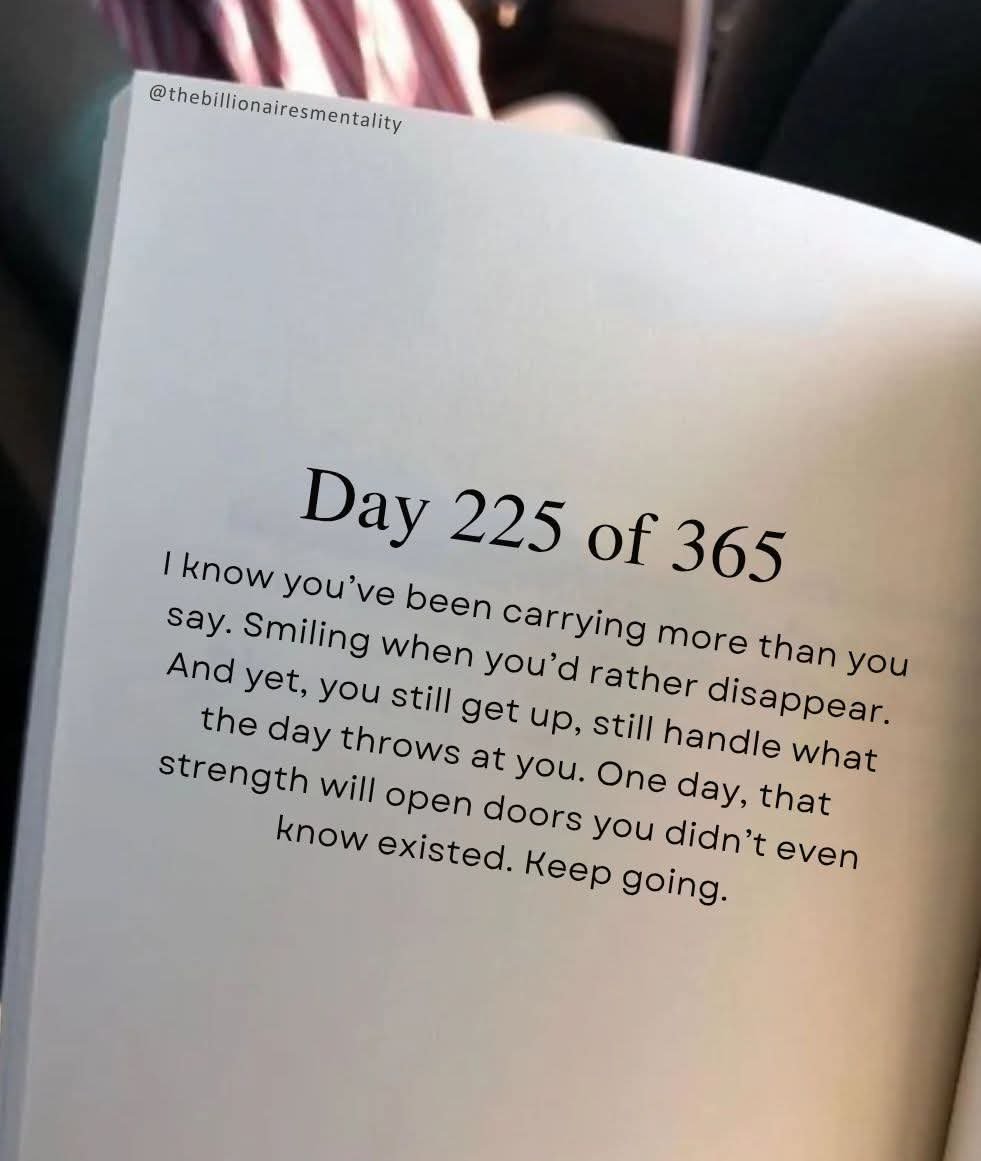 @thebillionairesmentality
Day 225 of 365
I know you've been carrying more than you
say. Smiling when you'd rather disappear.
And yet, you still get up, still handle what
the day throws at you. One day, that
strength will open doors you didn't even
know existed. Keep going.